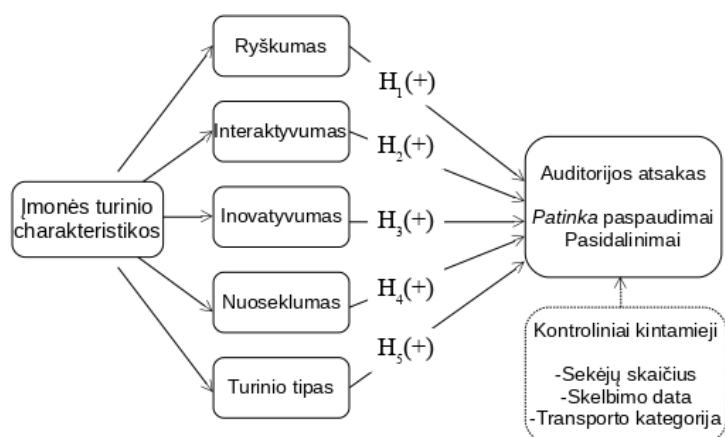 Įmonės turinio
charakteristikos
Ryškumas
Interaktyvumas
Inovatyvumas
Nuoseklumas
Turinio tipas
H1(+)
H2(+)
H3(+)
H4(+)
H5(+)
Auditorijos atsakas
Patinka paspaudimai
Pasidalinimai
Kontroliniai kintamieji
-Sekėjų skaičius
-Skelbimo data
-Transporto kategorija